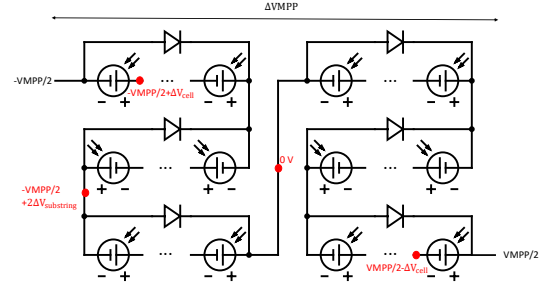 ΔVMPP
-VMPP/2
...
...
− + − +
-VMPP/2+ΔVcell
− + − +
...
0 V
...
+ − + −
+ − + −
-VMPP/2
+2ΔVsubstring
...
...
VMPP/2
− + − +
− + − +
VMPP/2-ΔVcell